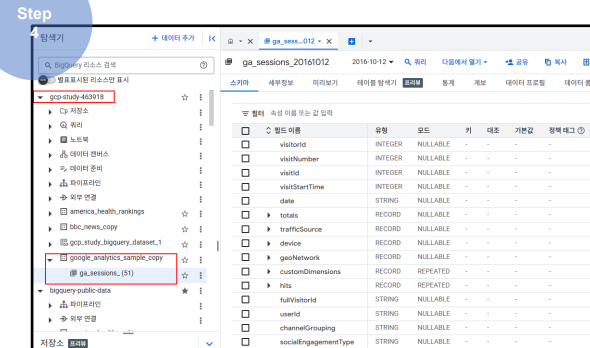 Step
4
탐색기
+ 데이터 추가
BigQuery 리소스 검색
별표표시된 리소스만 표시
gcp-study-463918
저장소
쿼리
노트북
데이터 캔버스
데이터 준비
파이프라인
외부 연결
america_health_rankings
bbc_news_copy
gcp_study_bigquery_dataset_1
google_analytics_sample_copy
ga_sessions_ (51)
bigquery-public-data
파이프라인
외부 연결
저장소 프리뷰
ga_sess...012
ga_sessions_20161012
2016-10-12
쿼리
다음에서 열기
공유
복사
스키마
세부정보
미리보기
테이블 탐색기 프리뷰
통계
계보
데이터 프로필
데이터 품
필터 속성 이름 또는 값 입력
필드 이름 유형 모드 키 대조 기본값 정책 태그
visitorId INTEGER NULLABLE - - - -
visitNumber INTEGER NULLABLE - - - -
visitId INTEGER NULLABLE - - - -
visitStartTime INTEGER NULLABLE - - - -
date STRING NULLABLE - - - -
totals RECORD NULLABLE - - - -
trafficSource RECORD NULLABLE - - - -
device RECORD NULLABLE - - - -
geoNetwork RECORD NULLABLE - - - -
customDimensions RECORD REPEATED - - - -
hits RECORD REPEATED - - - -
fullVisitorId STRING NULLABLE - - - -
userId STRING NULLABLE - - - -
channelGrouping STRING NULLABLE - - - -
socialEngagementType STRING NULLABLE - - - -